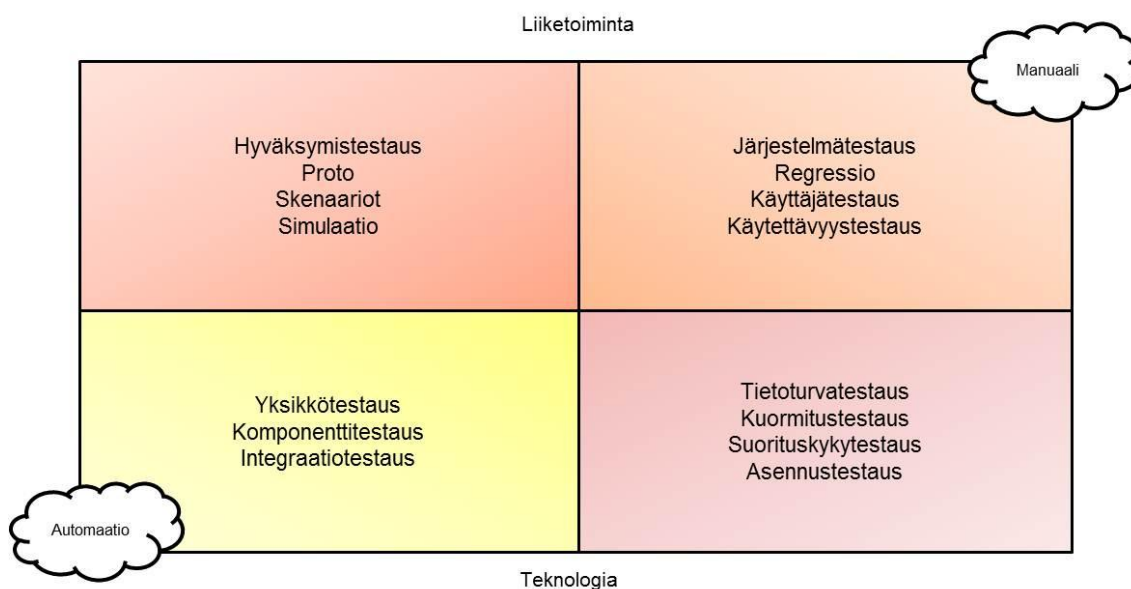 Liiketoiminta
Manuaali
Hyväksymistestaus
Proto
Skenaariot
Simulaatio
Järjestelmätestaus
Regressio
Käyttäjätestaus
Käytettävyystestaus
Yksikkötestaus
Komponenttitestaus
Integraatiotestaus
Tietoturvatestaus
Kuormitustestaus
Suorituskykytestaus
Asennustestaus
Automaatio
Teknologia